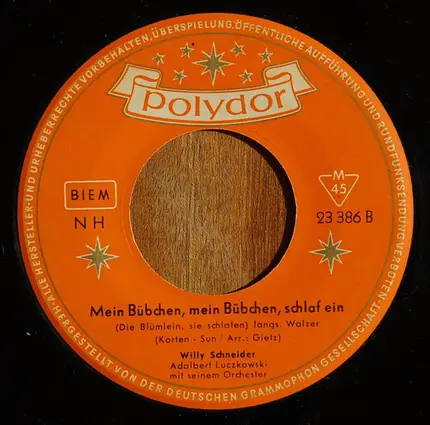 ALLE HERSTELLER- UND URHEBERRECHTE VORBEHALTEN, ÜBERSPIELUNG, ÖFFENTLICHE AUFFÜHRUNG UND RUNDFUNKSENDUNG VERBOTEN
polydor
BIEM
NH
M
45
23 386 B
Mein Bübchen, mein Bübchen, schlaf ein
(Die Blümlein, sie schlafen) langs. Walzer
(Korten - Sun / Arr.: Gietz)
Willy Schneider
Adalbert Luczkowski
mit seinem Orchester
HERGESTELLT VON DER DEUTSCHEN GRAMMOPHON GESELLSCHAFT